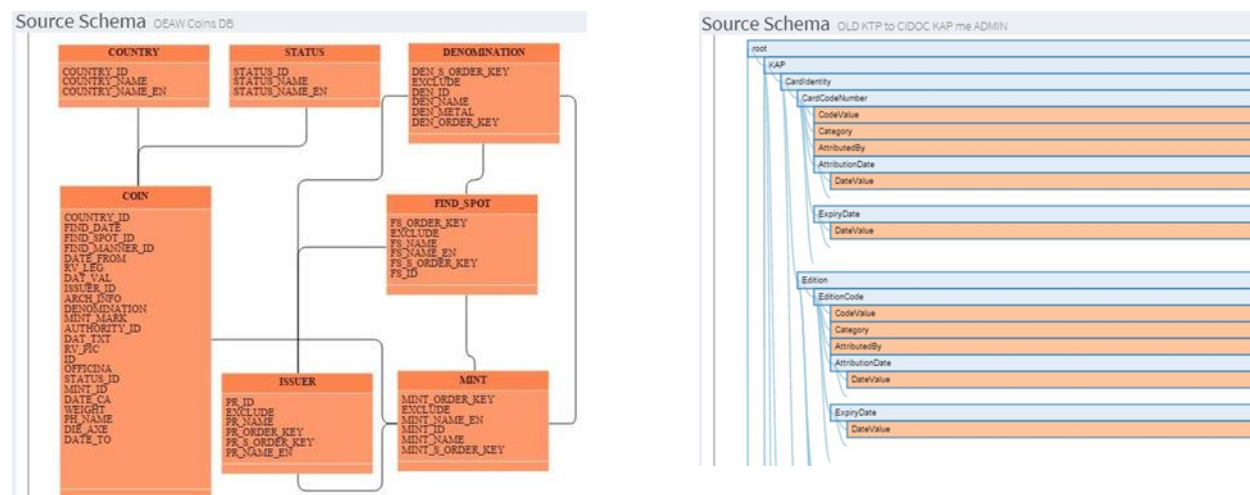 Source Schema OEAW Coins DB
COUNTRY
COUNTRY_ID
COUNTRY_NAME
COUNTRY_NAME_EN
STATUS
STATUS_ID
STATUS_NAME
STATUS_NAME_EN
DENOMINATION
DEN_S_ORDER_KEY
EXCLUDE
DEN_ID
DEN_NAME
DEN_METAL
DEN_ORDER_KEY
COIN
COUNTRY_ID
FIND_DATE
FIND_SPOT_ID
FIND_MANNER_ID
DATE_FROM
RV_LEG
DAT_VAL
ISSUER_ID
ARCH_INFO
DENOMINATION
MINT_MARK
AUTHORITY_ID
DAT_TXT
RV_PIC
ID
OFFICINA
STATUS_ID
MINT_ID
DATE_CA
WEIGHT
PH_NAME
DIE_AXE
DATE_TO
FIND_SPOT
FS_ORDER_KEY
EXCLUDE
FS_NAME
FS_NAME_EN
FS_S_ORDER_KEY
FS_ID
ISSUER
PR_ID
EXCLUDE
PR_NAME
PR_ORDER_KEY
PR_S_ORDER_KEY
PR_NAME_EN
MINT
MINT_ORDER_KEY
EXCLUDE
MINT_NAME_EN
MINT_ID
MINT_NAME
MINT_S_ORDER_KEY
Source Schema OLD KTP to CIDOC KAP me ADMIN
root
KAP
CardIdentity
CardCodeNumber
CodeValue
Category
AttributedBy
AttributionDate
DateValue
ExpiryDate
DateValue
Edition
EditionCode
CodeValue
Category
AttributedBy
AttributionDate
DateValue
ExpiryDate
DateValue